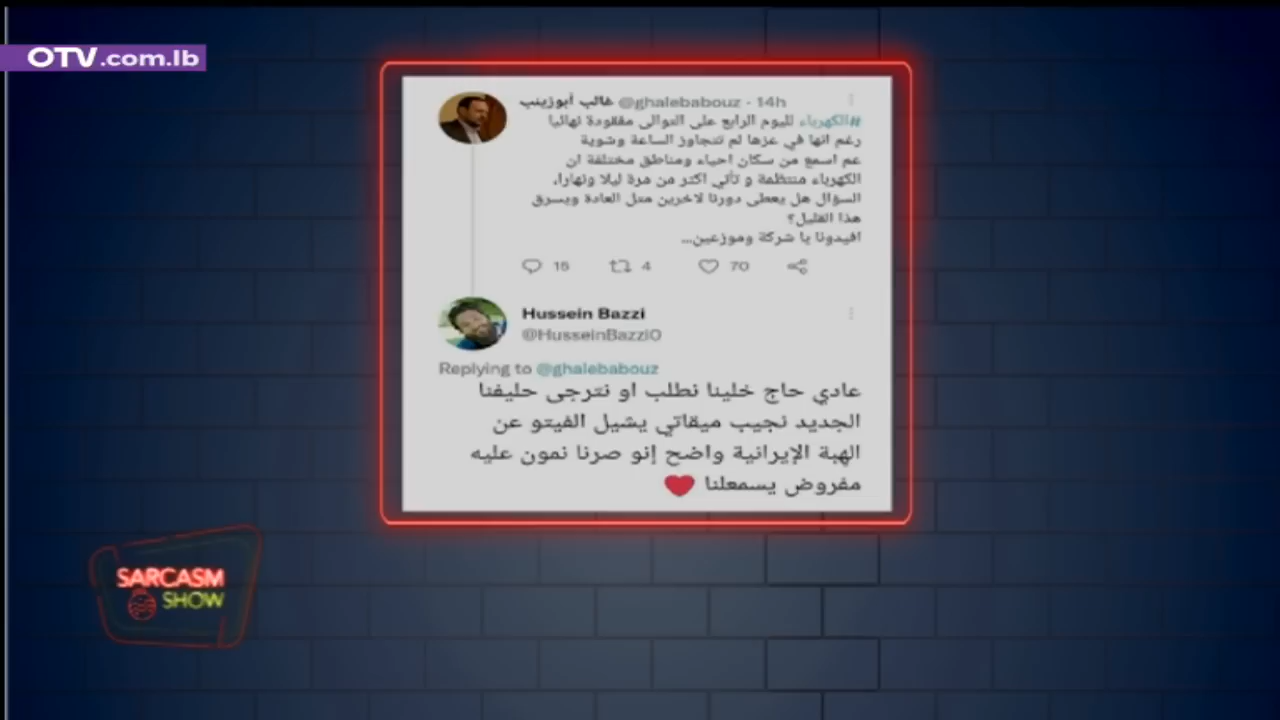 OTV.com.lb
غالب أبوزينب @ghalebabouz · 14h
#الكهرباء لليوم الرابع على التوالى مفقودة نهائيا
رغم انها في عزها لم تتجاوز الساعة وشوية
عم اسمع من سكان احياء ومناطق مختلفة ان
الكهرباء منتظمة و تأتي اكثر من مرة ليلا ونهارا،
السؤال هل يعطى دورنا لاخرين متل العادة ويسرق
هذا القليل؟
افيدونا يا شركة وموزعين...
15 4 70
Hussein Bazzi
@HusseinBazzi0
Replying to @ghalebabouz
عادي حاج خلينا نطلب او نترجى حليفنا
الجديد نجيب ميقاتي يشيل الفيتو عن
الهبة الإيرانية واضح إنو صرنا نمون عليه
مفروض يسمعلنا ❤
SARCASM
SHOW